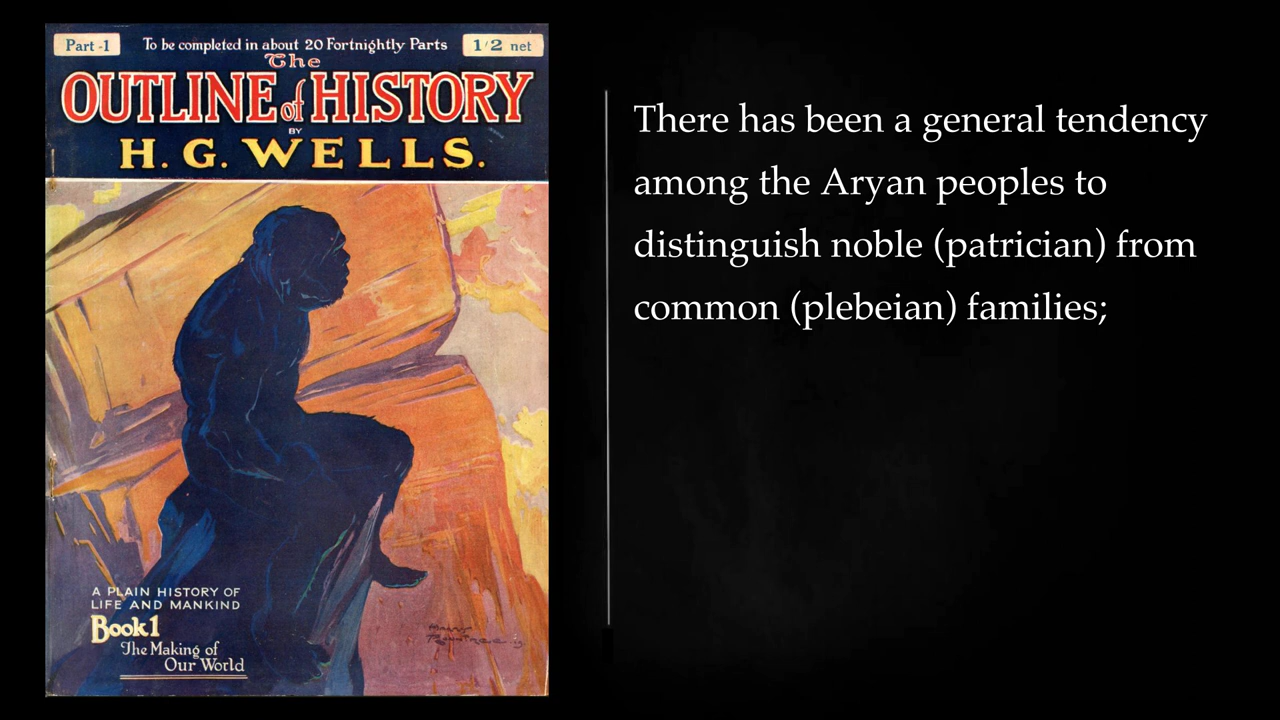 Part -1
To be completed in about 20 Fortnightly Parts
1/2 net
The
OUTLINE of HISTORY
BY
H. G. WELLS.
A PLAIN HISTORY OF
LIFE AND MANKIND
Book 1
The Making of
Our World
There has been a general tendency
among the Aryan peoples to
distinguish noble (patrician) from
common (plebeian) families;